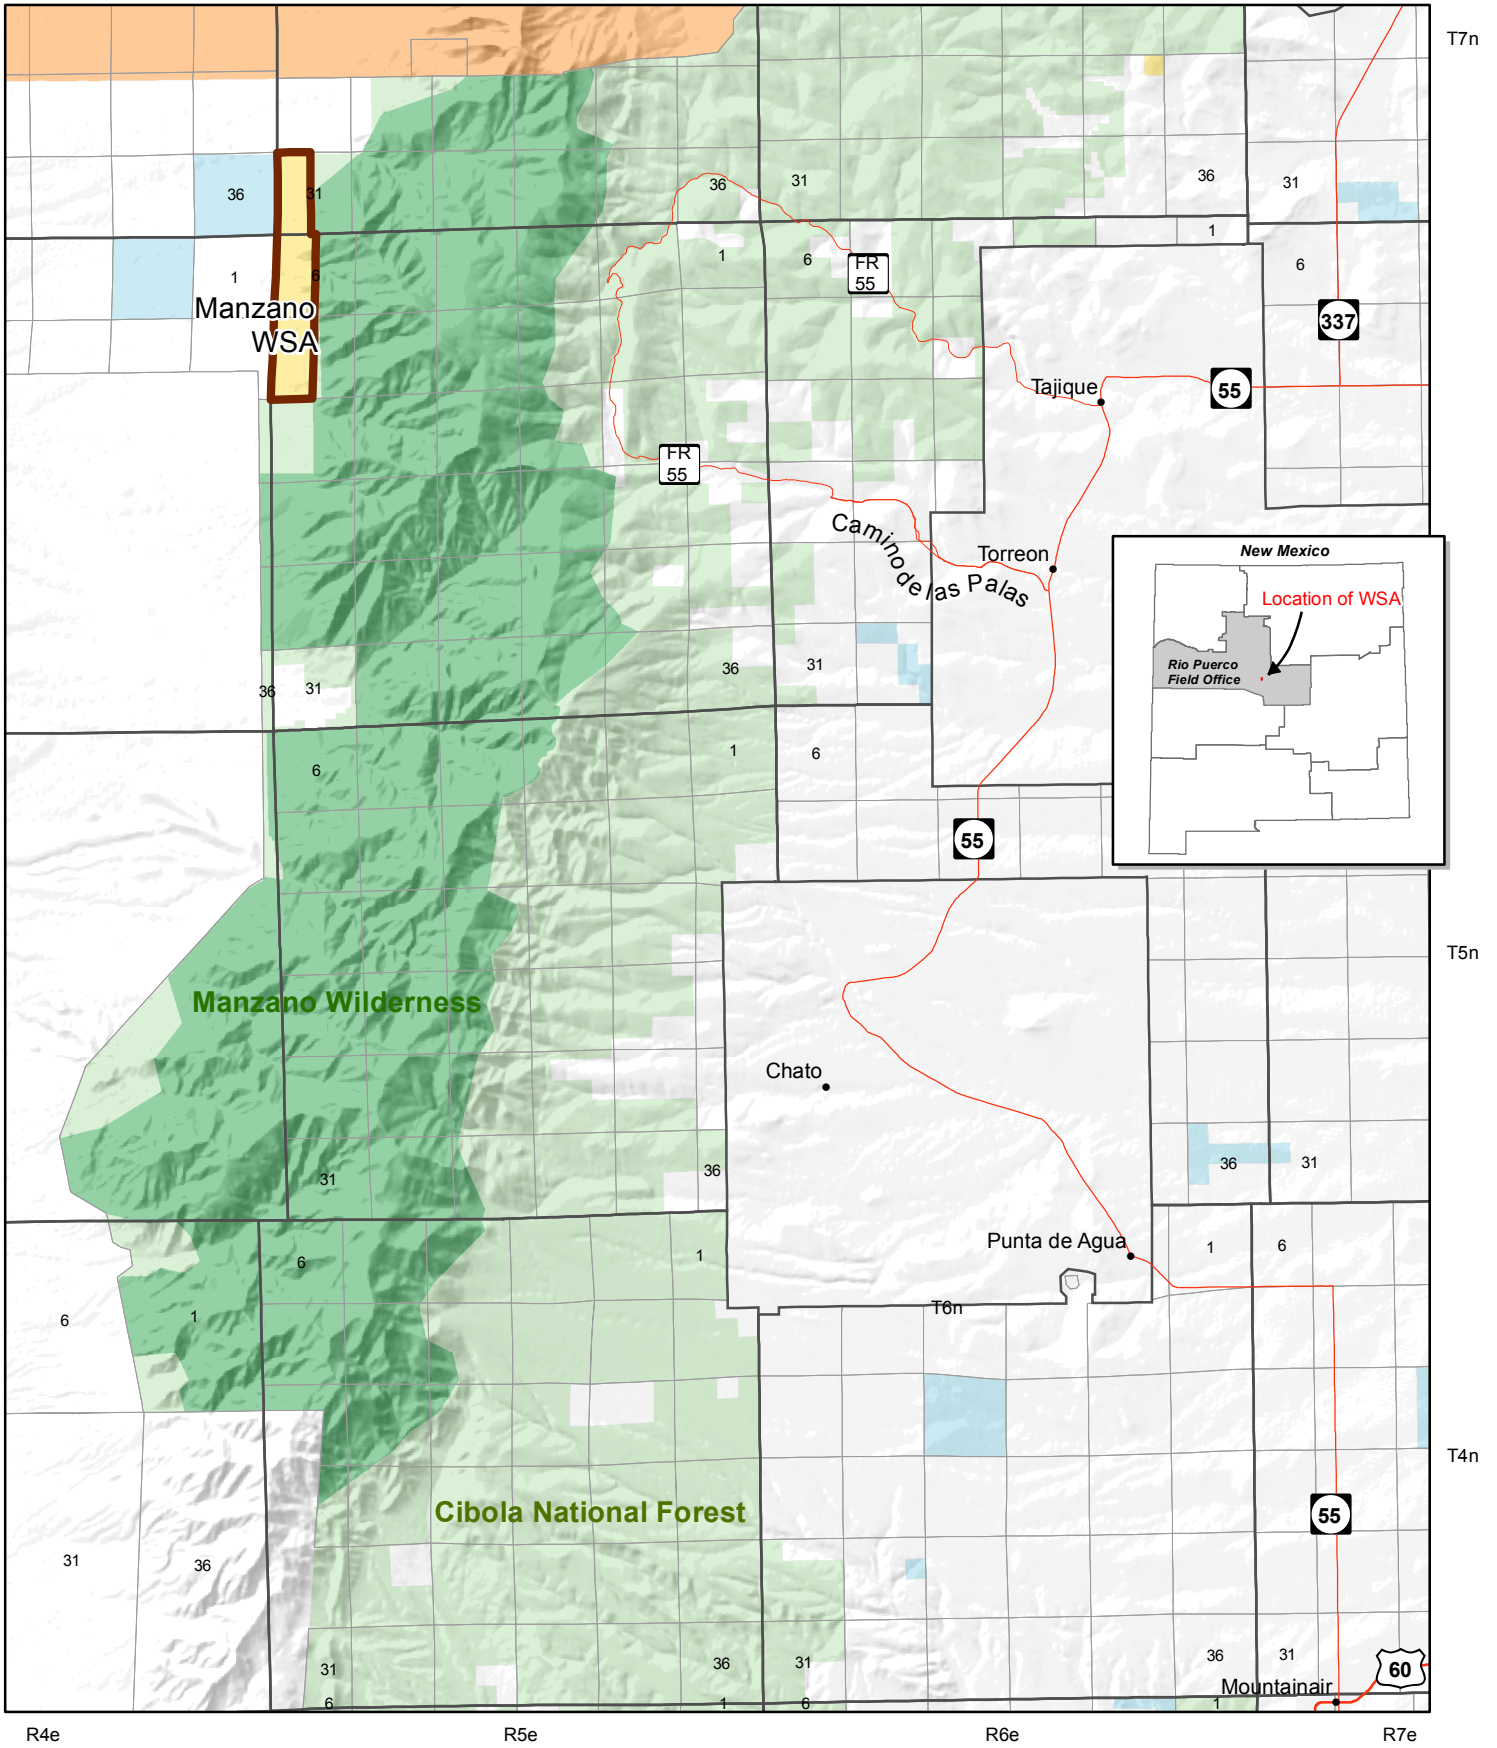 T7n
36
31
36
31
36
31
1
6
1
6
1
6
FR
55
Manzano
WSA
337
Tajique
55
FR
55
Camino de las Palas
Torreon
New Mexico
Location of WSA
Rio Puerco
Field Office
36
31
36
31
6
1
6
55
T5n
Manzano Wilderness
Chato
36
31
36
31
Punta de Agua
1
6
1
6
T6n
6
1
T4n
Cibola National Forest
55
31
36
31
36
31
36
31
60
Mountainair
6
1
6
1
R4e
R5e
R6e
R7e